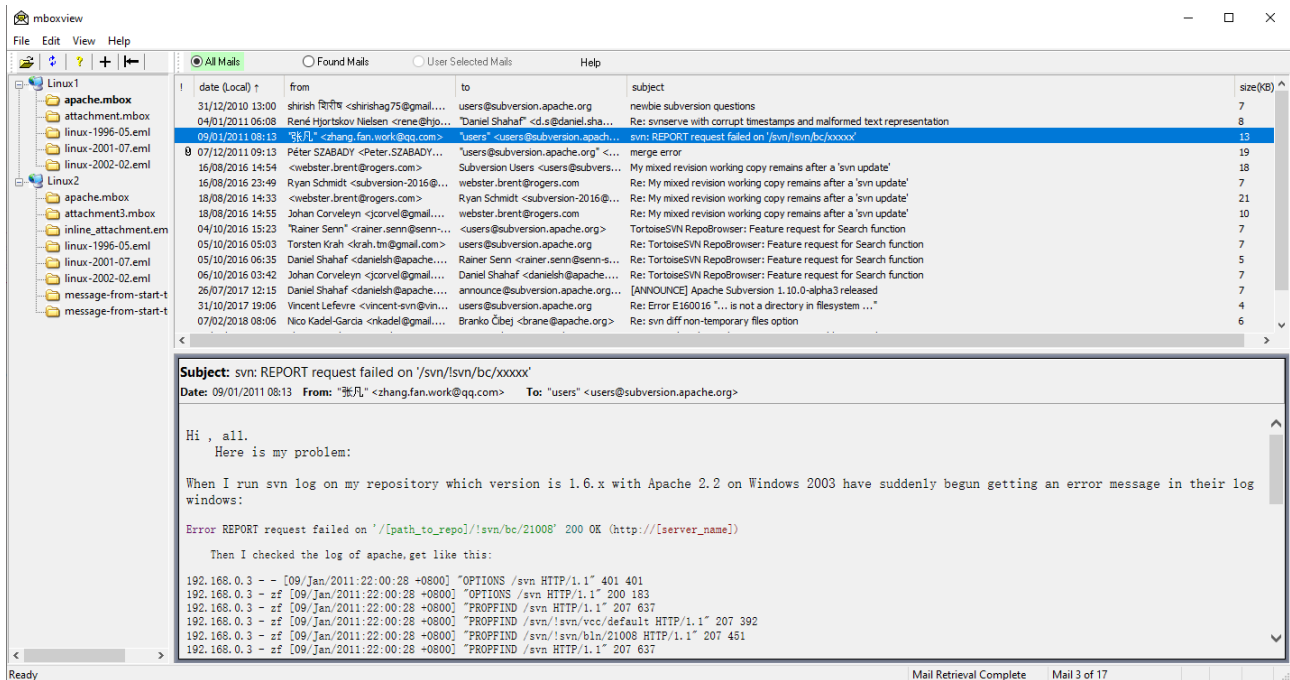 mboxview
File Edit View Help
All Mails Found Mails User Selected Mails Help
Linux1
apache.mbox
attachment.mbox
linux-1996-05.eml
linux-2001-07.eml
linux-2002-02.eml
Linux2
apache.mbox
attachment3.mbox
inline_attachment.em
linux-1996-05.eml
linux-2001-07.eml
linux-2002-02.eml
message-from-start-t
message-from-start-t
! date (Local) ↑ from to subject size(KB)
31/12/2010 13:00 shirish शिरीष <shirishag75@gmail.... users@subversion.apache.org newbie subversion questions 7
04/01/2011 06:08 René Hjortskov Nielsen <rene@hjo... "Daniel Shahaf" <d.s@daniel.sha... Re: svnserve with corrupt timestamps and malformed text representation 8
09/01/2011 08:13 "张凡" <zhang.fan.work@qq.com> "users" <users@subversion.apach... svn: REPORT request failed on '/svn/!svn/bc/xxxxx' 13
07/12/2011 09:13 Péter SZABADY <Peter.SZABADY... "users@subversion.apache.org" <... merge error 19
16/08/2016 14:54 <webster.brent@rogers.com> Subversion Users <users@subvers... My mixed revision working copy remains after a 'svn update' 18
16/08/2016 23:49 Ryan Schmidt <subversion-2016@... webster.brent@rogers.com Re: My mixed revision working copy remains after a 'svn update' 7
18/08/2016 14:33 <webster.brent@rogers.com> Ryan Schmidt <subversion-2016@... Re: My mixed revision working copy remains after a 'svn update' 21
18/08/2016 14:55 Johan Corveleyn <jcorvel@gmail.... webster.brent@rogers.com Re: My mixed revision working copy remains after a 'svn update' 10
04/10/2016 15:23 "Rainer Senn" <rainer.senn@senn-... <users@subversion.apache.org> TortoiseSVN RepoBrowser: Feature request for Search function 7
05/10/2016 05:03 Torsten Krah <krah.tm@gmail.com> users@subversion.apache.org Re: TortoiseSVN RepoBrowser: Feature request for Search function 7
05/10/2016 06:35 Daniel Shahaf <danielsh@apache.... Rainer Senn <rainer.senn@senn-s... Re: TortoiseSVN RepoBrowser: Feature request for Search function 5
06/10/2016 03:42 Johan Corveleyn <jcorvel@gmail.... Daniel Shahaf <danielsh@apache.... Re: TortoiseSVN RepoBrowser: Feature request for Search function 7
26/07/2017 12:15 Daniel Shahaf <danielsh@apache.... announce@subversion.apache.org... [ANNOUNCE] Apache Subversion 1.10.0-alpha3 released 7
31/10/2017 19:06 Vincent Lefevre <vincent-svn@vin... users@subversion.apache.org Re: Error E160016 "... is not a directory in filesystem ..." 4
07/02/2018 08:06 Nico Kadel-Garcia <nkadel@gmail.... Branko Čibej <brane@apache.org> Re: svn diff non-temporary files option 6
Subject: svn: REPORT request failed on '/svn/!svn/bc/xxxxx'
Date: 09/01/2011 08:13 From: "张凡" <zhang.fan.work@qq.com> To: "users" <users@subversion.apache.org>
Hi , all.
Here is my problem:
When I run svn log on my repository which version is 1.6.x with Apache 2.2 on Windows 2003 have suddenly begun getting an error message in their log
windows:
Error REPORT request failed on '/[path_to_repo]/!svn/bc/21008' 200 OK (http://[server_name])
Then I checked the log of apache,get like this:
192.168.0.3 - - [09/Jan/2011:22:00:28 +0800] "OPTIONS /svn HTTP/1.1" 401 401
192.168.0.3 - zf [09/Jan/2011:22:00:28 +0800] "OPTIONS /svn HTTP/1.1" 200 183
192.168.0.3 - zf [09/Jan/2011:22:00:28 +0800] "PROPFIND /svn HTTP/1.1" 207 637
192.168.0.3 - zf [09/Jan/2011:22:00:28 +0800] "PROPFIND /svn/!svn/vcc/default HTTP/1.1" 207 392
192.168.0.3 - zf [09/Jan/2011:22:00:28 +0800] "PROPFIND /svn/!svn/bln/21008 HTTP/1.1" 207 451
192.168.0.3 - zf [09/Jan/2011:22:00:28 +0800] "PROPFIND /svn HTTP/1.1" 207 637
Ready Mail Retrieval Complete Mail 3 of 17